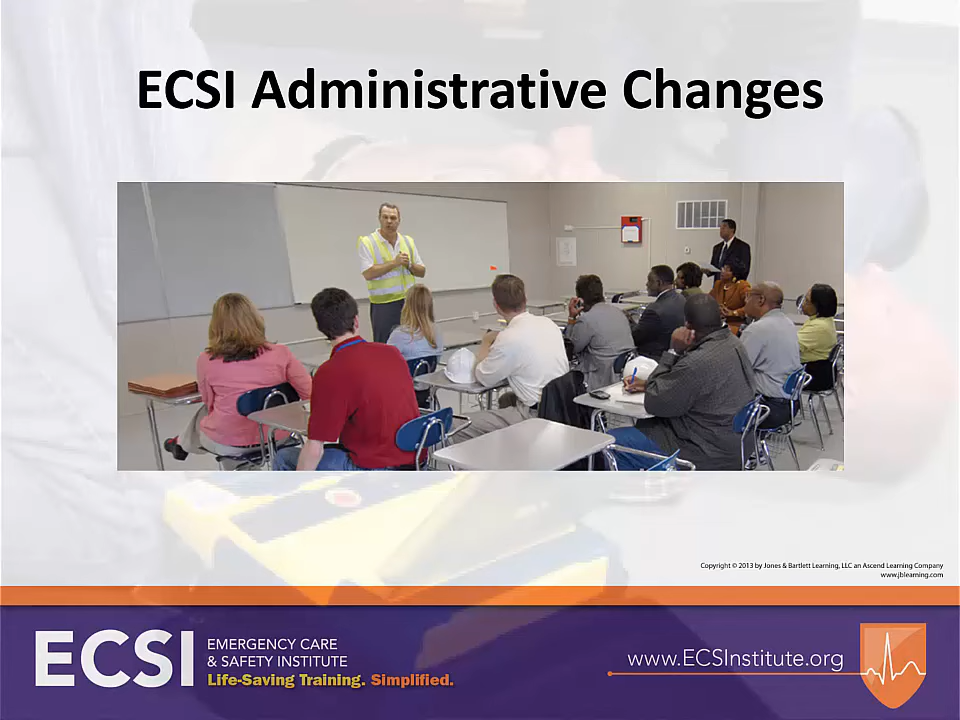 ECSI Administrative Changes
Copyright © 2013 by Jones & Bartlett Learning, LLC an Ascend Learning Company
www.jblearning.com
ECSI
EMERGENCY CARE
& SAFETY INSTITUTE
Life-Saving Training. Simplified.
www.ECSInstitute.org